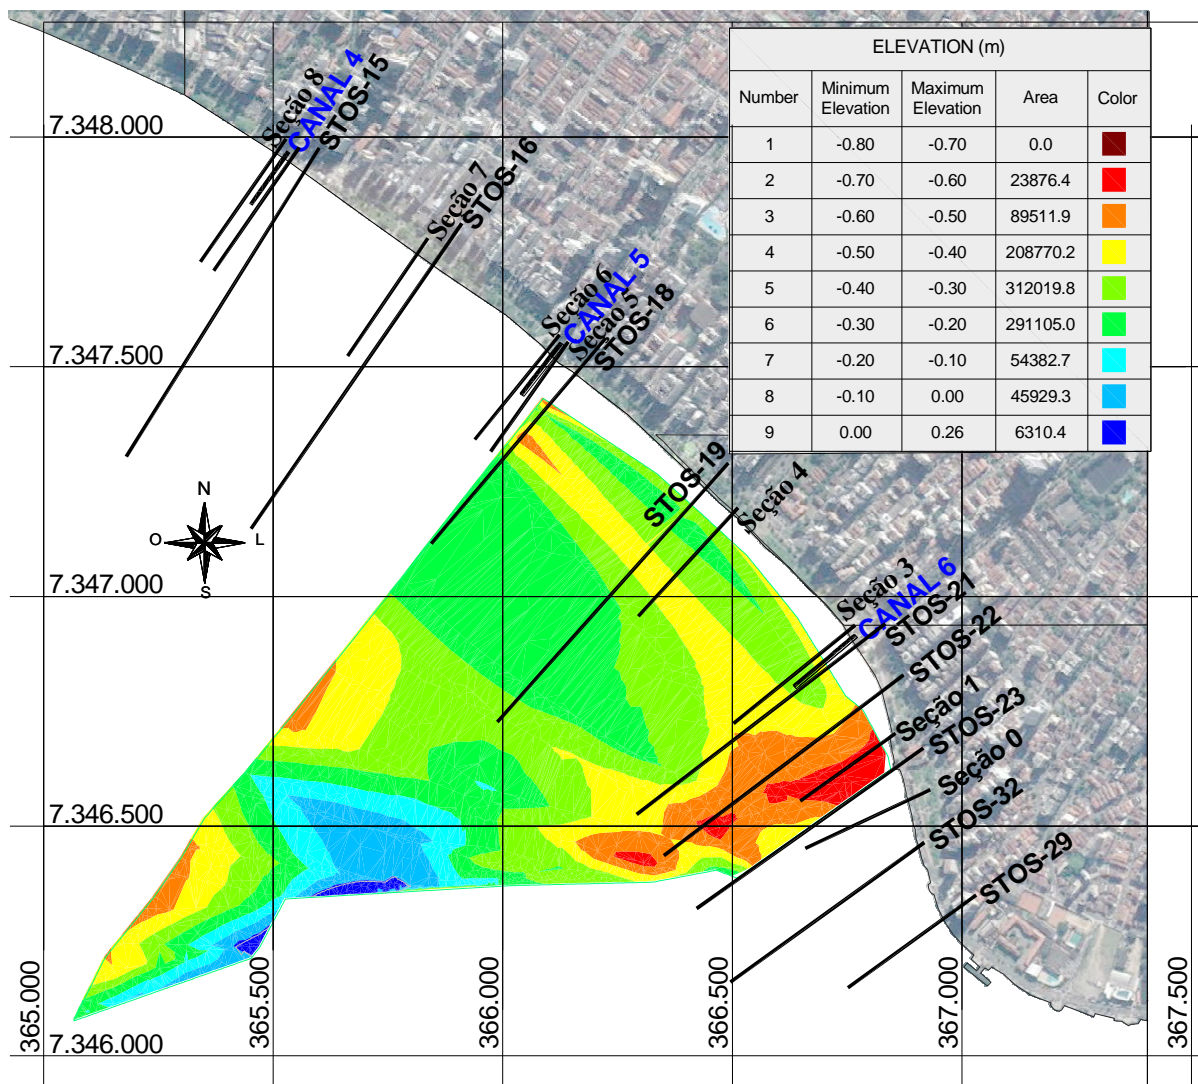 ELEVATION (m)
Number Minimum Elevation Maximum Elevation Area Color
1 -0.80 -0.70 0.0
2 -0.70 -0.60 23876.4
3 -0.60 -0.50 89511.9
4 -0.50 -0.40 208770.2
5 -0.40 -0.30 312019.8
6 -0.30 -0.20 291105.0
7 -0.20 -0.10 54382.7
8 -0.10 0.00 45929.3
9 0.00 0.26 6310.4
Seção 8
CANAL 4
STOS-15
7.348.000
Seção 7
STOS-16
Seção 6
CANAL 5
Seção 5
STOS-18
7.347.500
STOS-19
Seção 4
N
O
L
S
7.347.000
Seção 3
CANAL 6
STOS-21
STOS-22
Seção 1
STOS-23
Seção 0
STOS-32
STOS-29
7.346.500
7.346.000
365.000
365.500
366.000
366.500
367.000
367.500